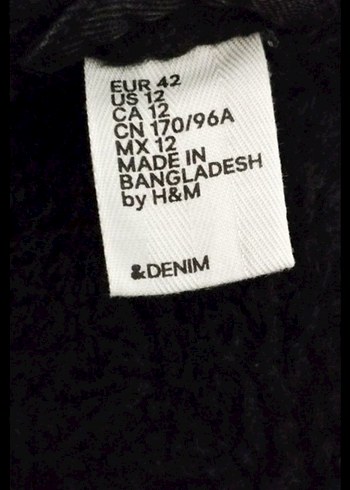 EUR 42
US 12
CA 12
CN 170/96A
MX 12
MADE IN
BANGLADESH
by H&M
&DENIM